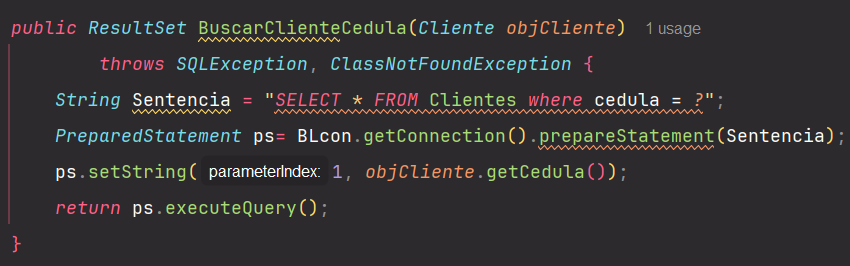 public ResultSet BuscarClienteCedula(Cliente objCliente) 1 usage
throws SQLException, ClassNotFoundException {
String Sentencia = "SELECT * FROM Clientes where cedula = ?";
PreparedStatement ps= BLcon.getConnection().prepareStatement(Sentencia);
ps.setString( parameterIndex: 1, objCliente.getCedula());
return ps.executeQuery();
}